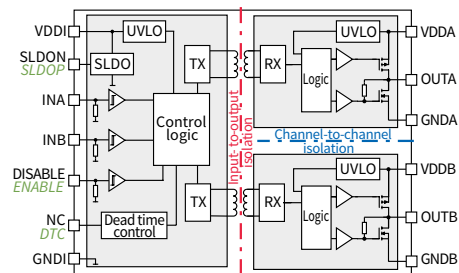 VDDI
SLDON
SLDOP
INA
INB
DISABLE
ENABLE
NC
DTC
GNDI
UVLO
SLDO
Control
logic
Dead time
control
TX
TX
Input-to-output
isolation
Channel-to-channel
isolation
UVLO
RX
Logic
UVLO
RX
Logic
VDDA
OUTA
GNDA
VDDB
OUTB
GNDB